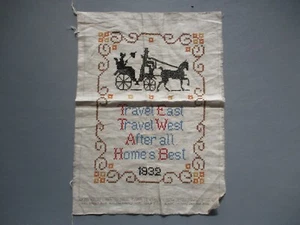 Travel East
Travel West
After all
Home s Best
1932